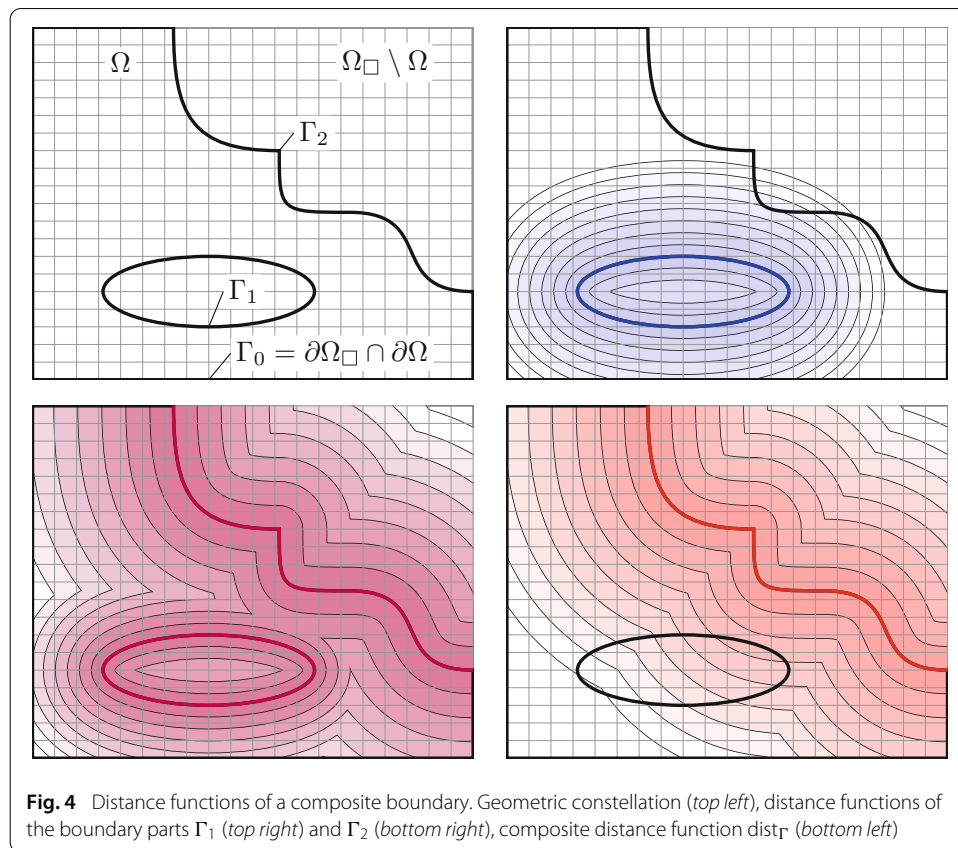 Ω
Ω□ \ Ω
Γ2
Γ1
Γ0 = ∂Ω□ ∩ ∂Ω
Fig. 4 Distance functions of a composite boundary. Geometric constellation (top left), distance functions of
the boundary parts Γ1 (top right) and Γ2 (bottom right), composite distance function distΓ (bottom left)